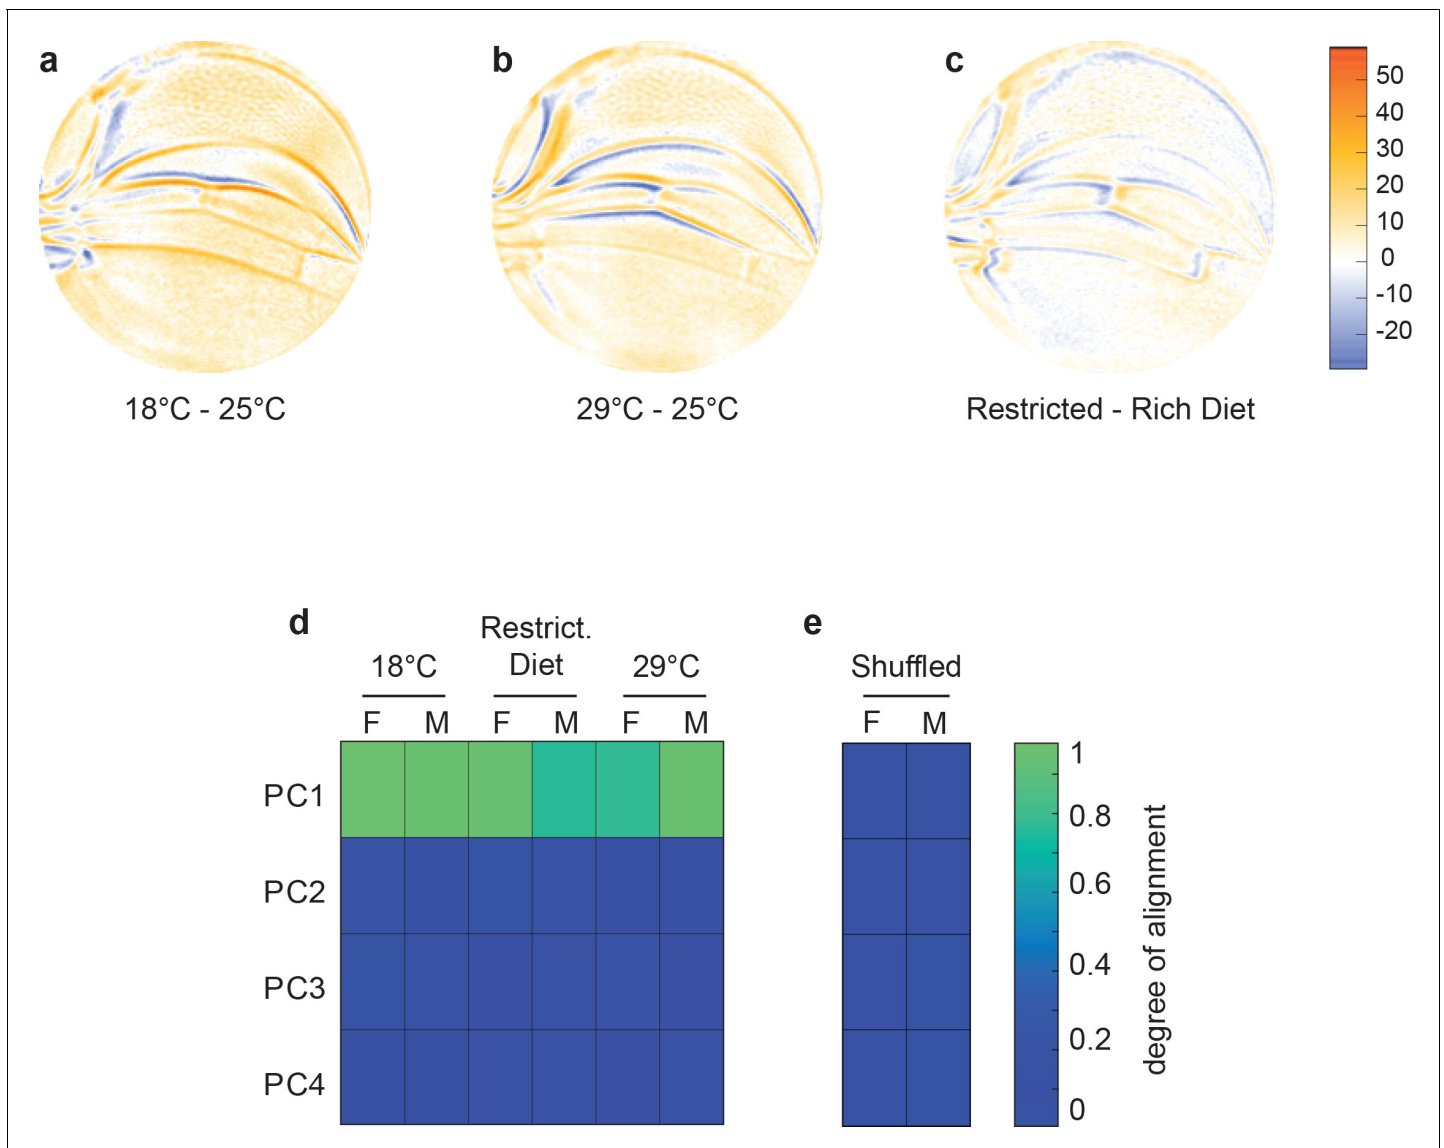 a
b
c
50
40
30
20
10
0
-10
-20
18°C - 25°C
29°C - 25°C
Restricted - Rich Diet
d
e
Restrict.
18°C
Diet
29°C
Shuffled
F
M
F
M
F
M
F
M
PC1
PC2
PC3
PC4
1
0.8
0.6
0.4
0.2
0
degree of alignment